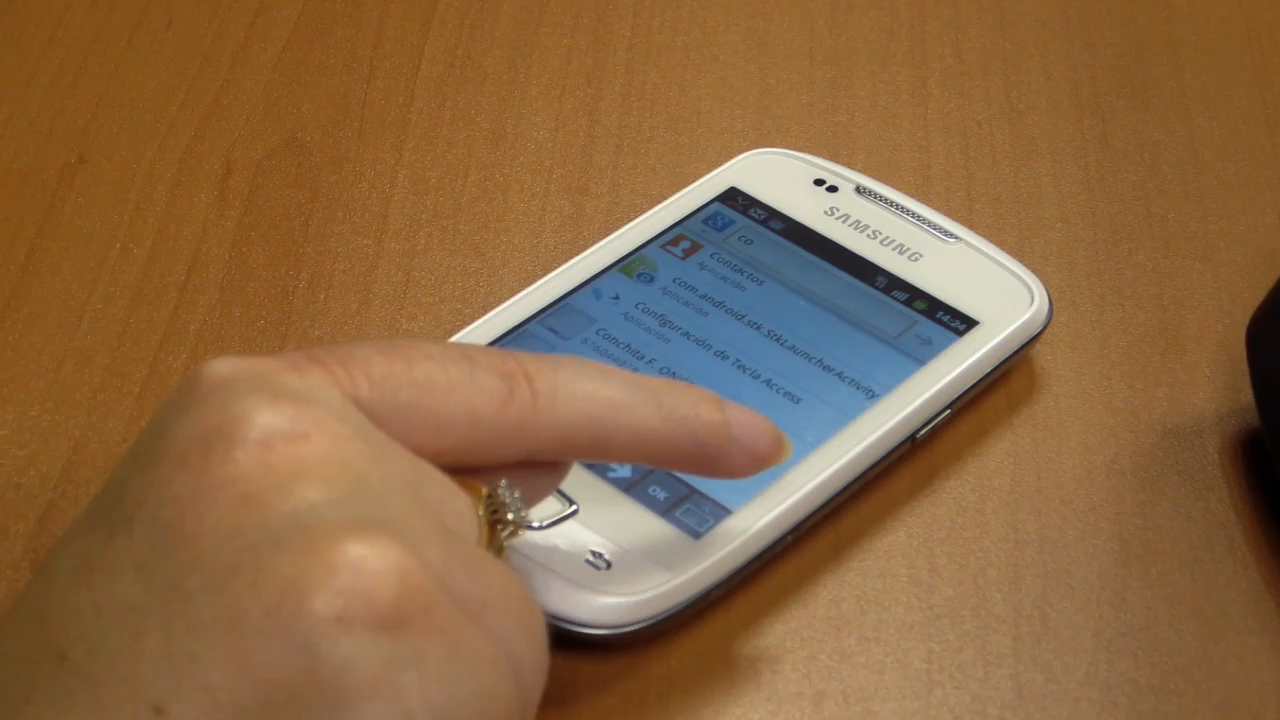 SAMSUNG
14:24
co
Contactos
Aplicación
com.android.stk.StkLauncherActivity
Aplicación
Configuración de Tecla Access
Aplicación
Conchita F.
OK